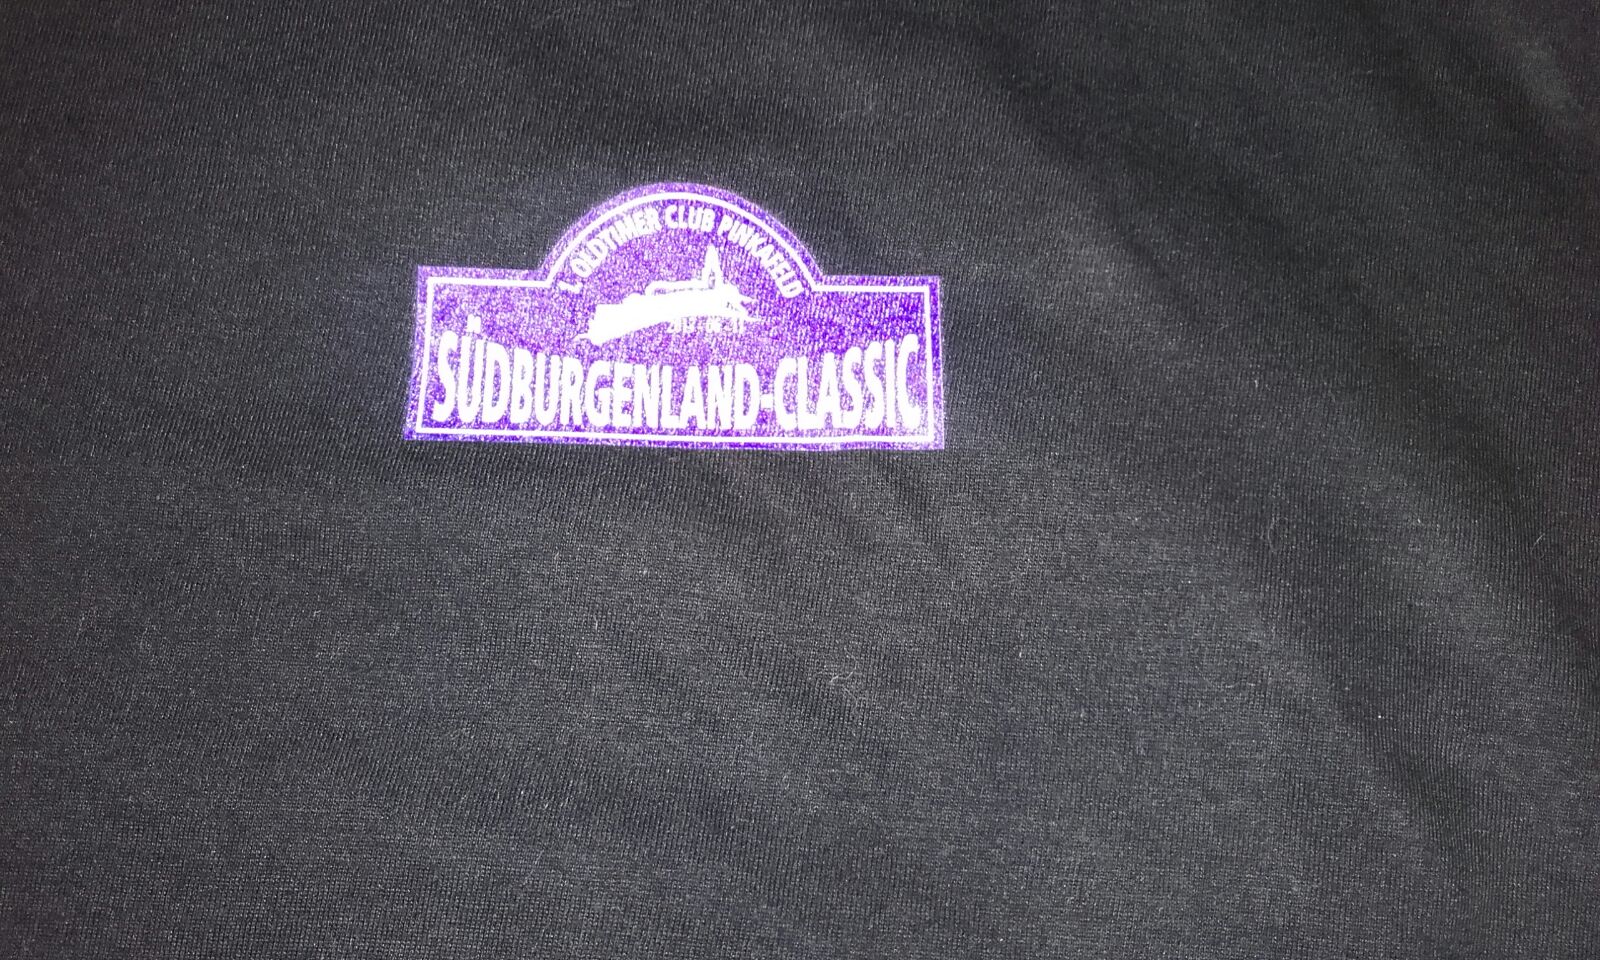 1. OLDTIMER CLUB PINKAFELD
SÜDBURGENLAND-CLASSIC